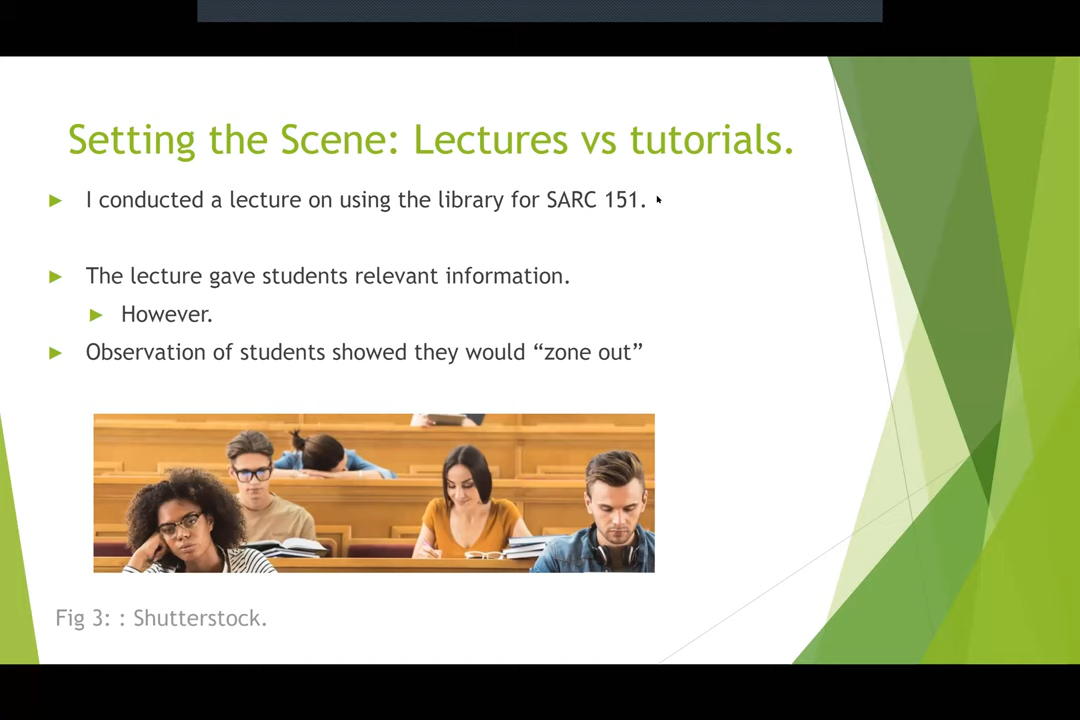 Setting the Scene: Lectures vs tutorials.
I conducted a lecture on using the library for SARC 151.
The lecture gave students relevant information.
However.
Observation of students showed they would “zone out”
Fig 3: : Shutterstock.